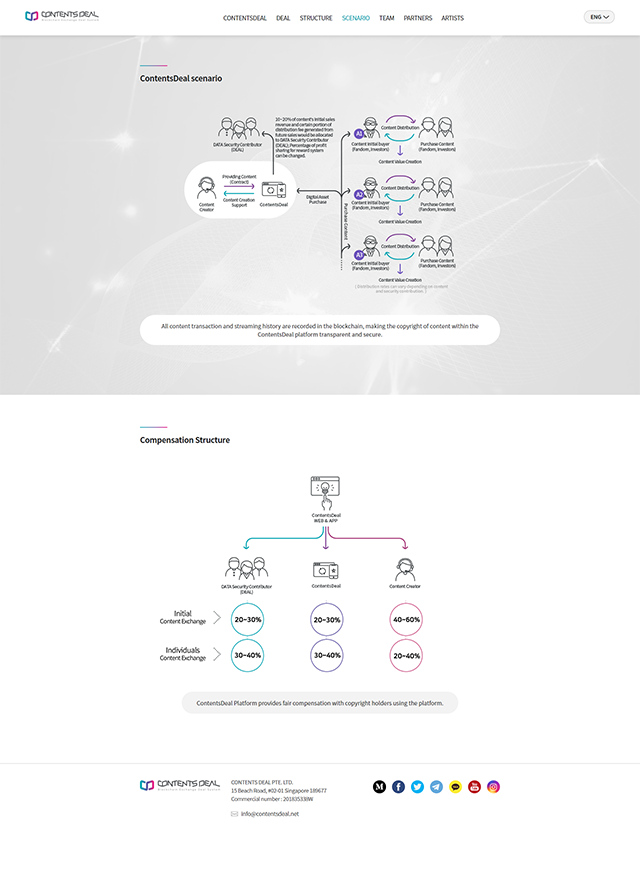 CONTENTS DEAL
CONTENTSDEAL
DEAL
STRUCTURE
SCENARIO
TEAM
PARTNERS
ARTISTS
ENG
ContentsDeal scenario
DATA Security Contributor
(DEAL)
10~20% of content's initial sales
revenue and certain portion of
distribution fee generated from
future sales would be allocated
to DATA Security Contributor
(DEAL); Percentage of profit
sharing for reward system
can be changed.
Content
Creator
Providing Content
(Contract)
Content Creation
Support
ContentsDeal
Digital Asset
Purchase
Purchase Content
A1
Content Initial buyer
(Fandom, Investors)
Content Distribution
Purchase Content
(Fandom, Investors)
Content Value Creation
A2
Content Initial buyer
(Fandom, Investors)
Content Distribution
Purchase Content
(Fandom, Investors)
Content Value Creation
A3
Content Initial buyer
(Fandom, Investors)
Content Distribution
Purchase Content
(Fandom, Investors)
Content Value Creation
( Distribution rates can vary depending on content
and security contribution. )
All content transaction and streaming history are recorded in the blockchain, making the copyright of content within the
ContentsDeal platform transparent and secure.
Compensation Structure
ContentsDeal
WEB & APP
DATA Security Contributor
(DEAL)
ContentsDeal
Content Creator
Initial
Content Exchange
20~30%
20~30%
40~60%
Individuals
Content Exchange
30~40%
30~40%
20~40%
ContentsDeal Platform provides fair compensation with copyright holders using the platform.
CONTENTS DEAL
CONTENTS DEAL PTE. LTD.
15 Beach Road, #02-01 Singapore 189677
Commercial number : 201835338W
info@contentsdeal.net